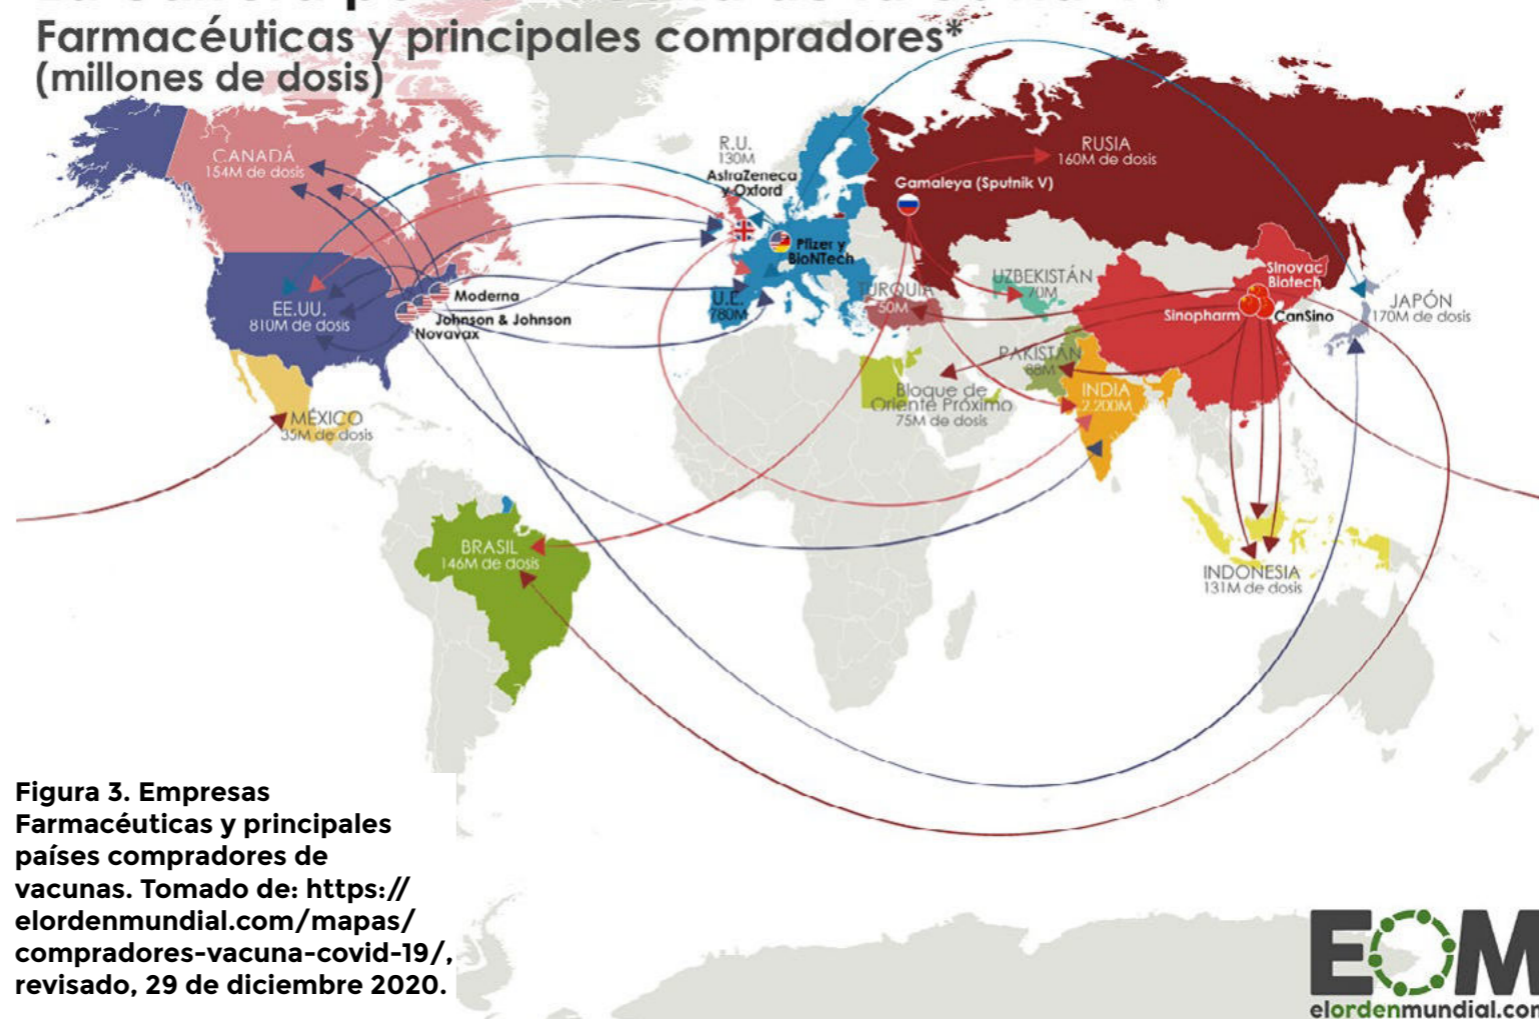 Farmacéuticas y principales compradores*
(millones de dosis)
CANADÁ
154M de dosis
R.U.
130M
AstraZeneca
y Oxford
RUSIA
160M de dosis
Gamaleya (Sputnik V)
Pfizer y
BioNTech
EE.UU.
810M de dosis
Moderna
Johnson & Johnson
Novavax
U.E.
780M
TURQUÍA
50M
UZBEKISTÁN
70M
Sinovac
Biotech
Sinopharm
CanSino
JAPÓN
170M de dosis
PAKISTÁN
Bloque de
Oriente Próximo
75M de dosis
INDIA
2.200M
MÉXICO
35M de dosis
BRASIL
146M de dosis
INDONESIA
131M de dosis
Figura 3. Empresas
Farmacéuticas y principales
países compradores de
vacunas. Tomado de: https://
elordenmundial.com/mapas/
compradores-vacuna-covid-19/,
revisado, 29 de diciembre 2020.
EOM
elordenmundial.com